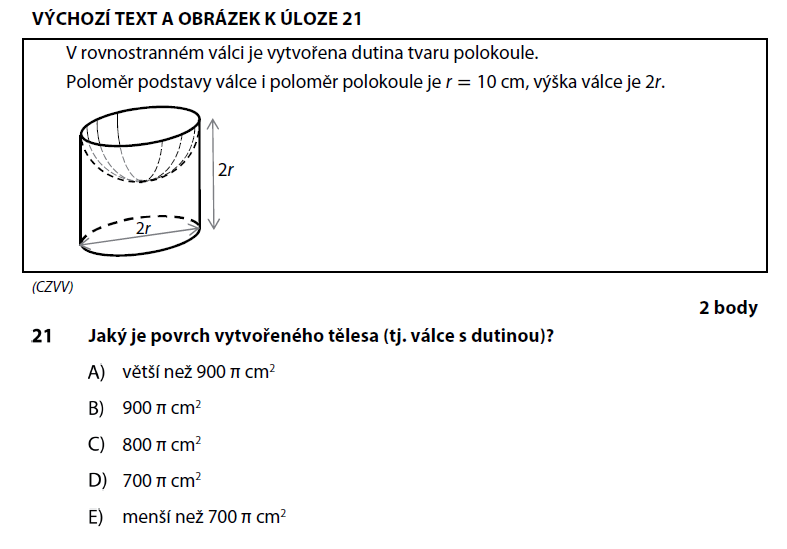 VÝCHOZÍ TEXT A OBRÁZEK K ÚLOZE 21
V rovnostranném válci je vytvořena dutina tvaru polokoule.
Poloměr podstavy válce i poloměr polokoule je r = 10 cm, výška válce je 2r.
2r
2r
(CZVV)
2 body
21 Jaký je povrch vytvořeného tělesa (tj. válce s dutinou)?
A) větší než 900 π cm²
B) 900 π cm²
C) 800 π cm²
D) 700 π cm²
E) menší než 700 π cm²